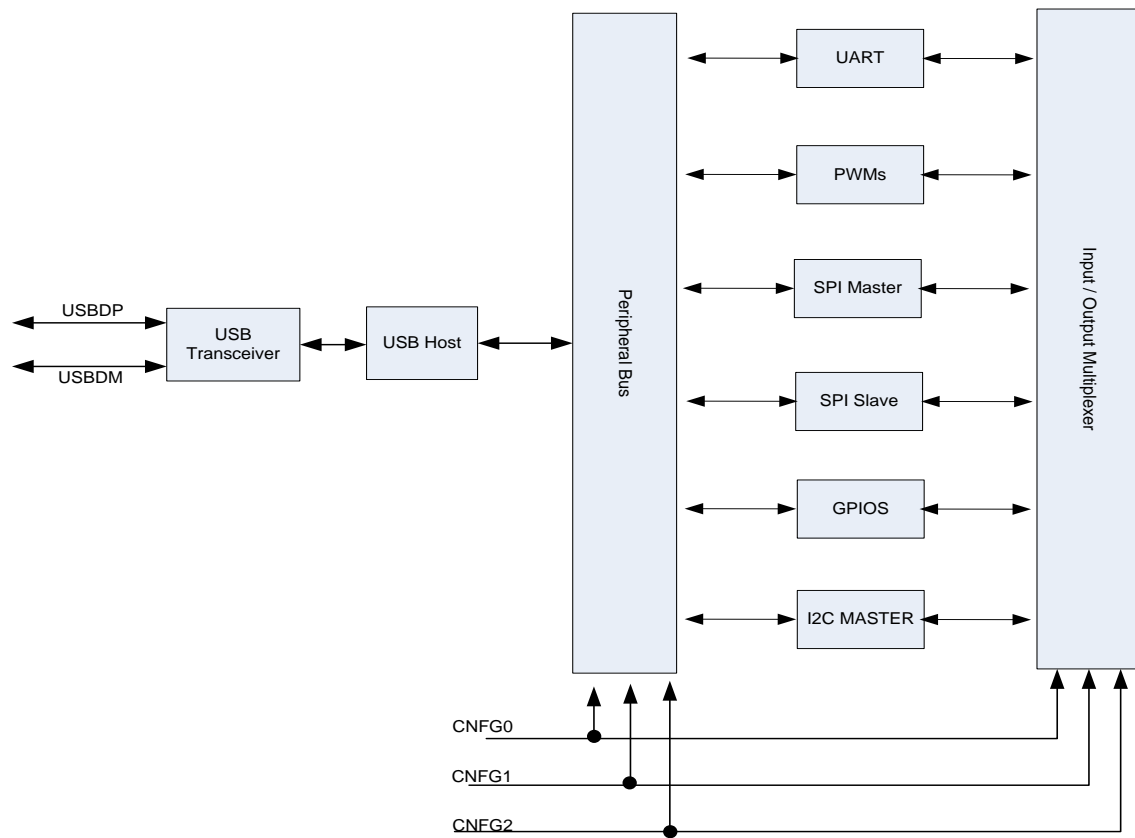 UART
PWMs
SPI Master
SPI Slave
GPIOS
I2C MASTER
Peripheral Bus
Input / Output Multiplexer
USBDP
USBDM
USB
Transceiver
USB Host
CNFG0
CNFG1
CNFG2